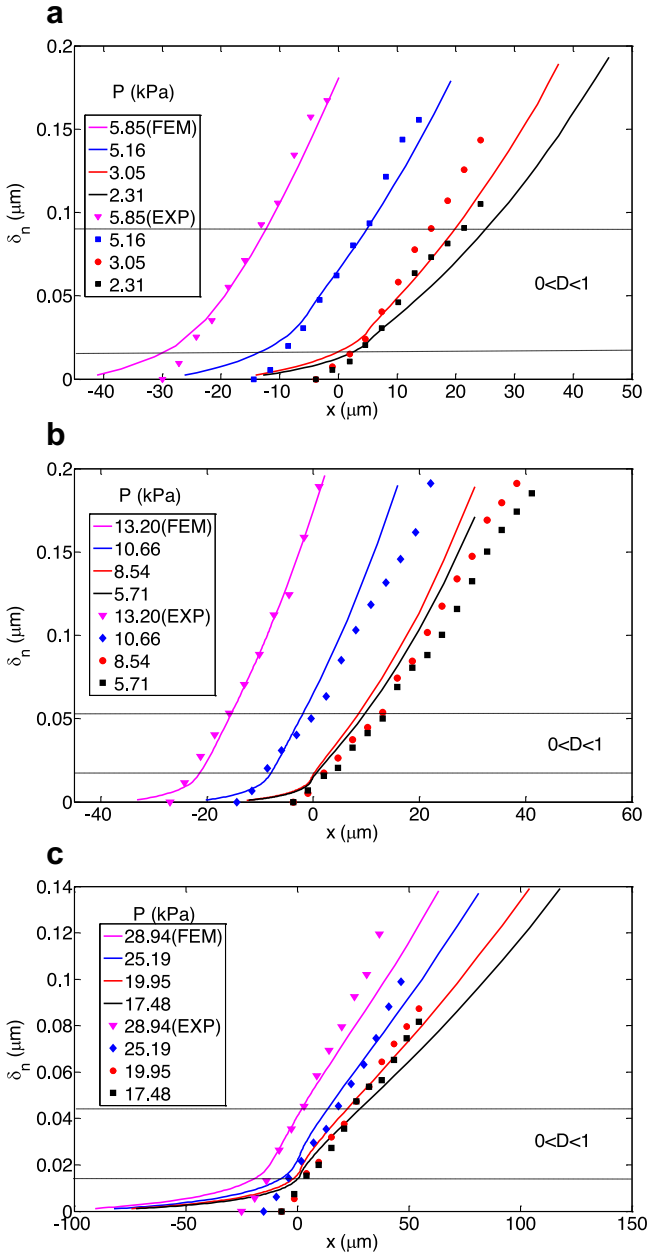 a
0.2
0.15
0.1
0.05
0
δn (μm)
P (kPa)
5.85(FEM)
5.16
3.05
2.31
5.85(EXP)
5.16
3.05
2.31
0<D<1
-40 -30 -20 -10 0 10 20 30 40 50
x (μm)
b
0.2
0.15
0.1
0.05
0
δn (μm)
P (kPa)
13.20(FEM)
10.66
8.54
5.71
13.20(EXP)
10.66
8.54
5.71
0<D<1
-40 -20 0 20 40 60
x (μm)
c
0.14
0.12
0.1
0.08
0.06
0.04
0.02
0
δn (μm)
P (kPa)
28.94(FEM)
25.19
19.95
17.48
28.94(EXP)
25.19
19.95
17.48
0<D<1
-100 -50 0 50 100 150
x (μm)